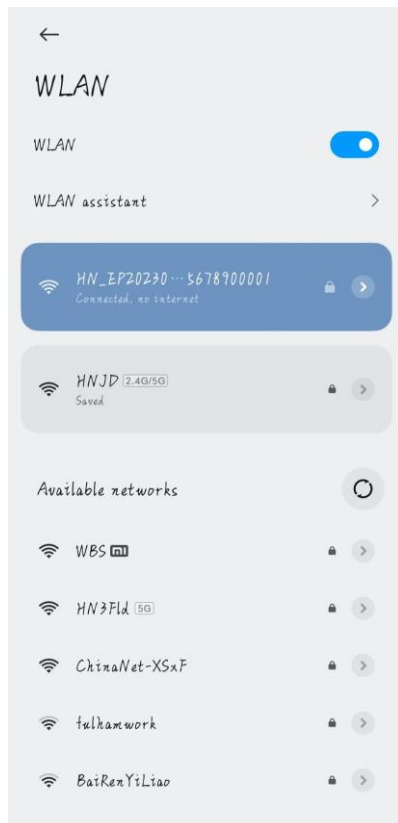 WLAN
WLAN
WLAN assistant
HN_EP20230···5678900001
Connected, no internet
HNJD 2.4G/5G
Saved
Available networks
WBS
HN3Fld 5G
ChinaNet-XSxF
fulhamwork
BaiRenYiLiao